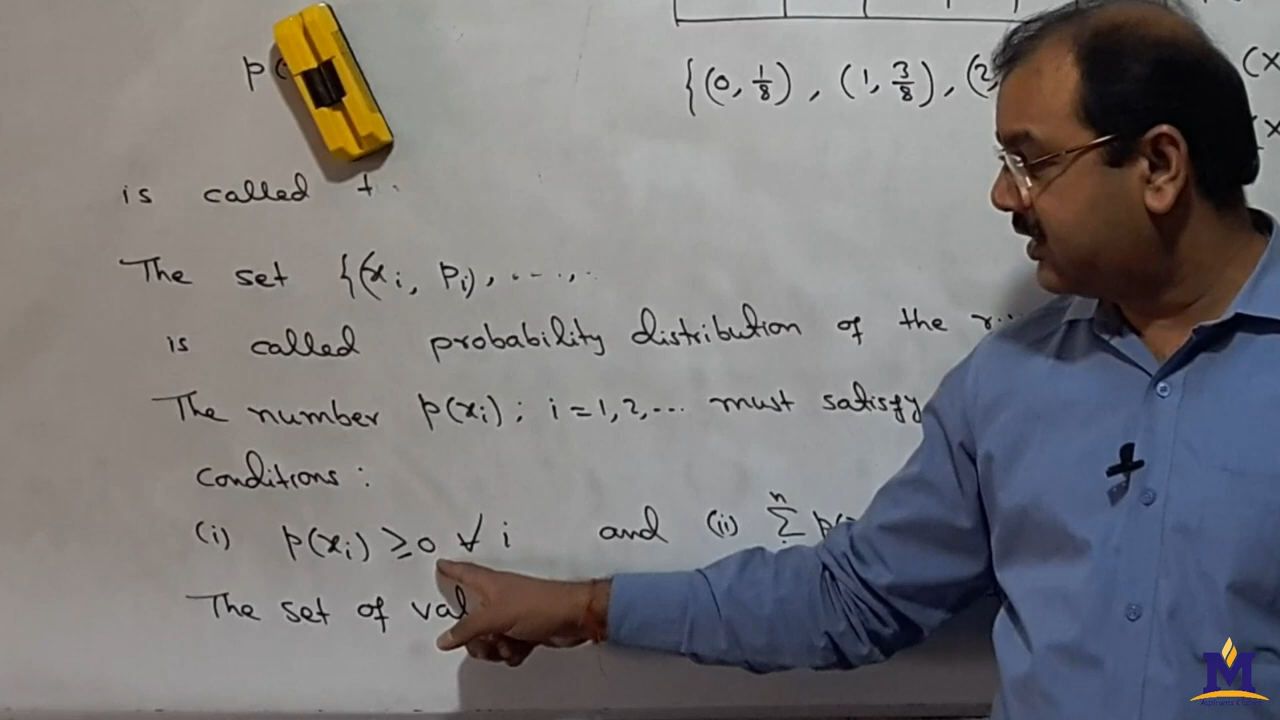 {(0, 1/8), (1, 3/8), (2,
(x
(x
p(
is called
The set {(xi, pi), ...,
is called probability distribution of the
The number p(xi); i = 1,2,... must satisfy
conditions:
(i) p(xi) ≥ 0 ∀ i and (ii) n∑ p(
The set of val
M